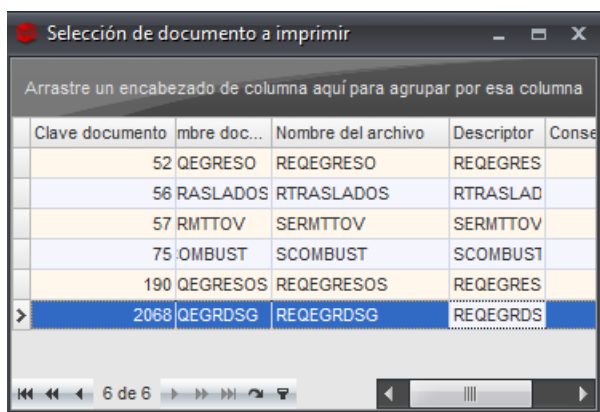 Selección de documento a imprimir
Arrastre un encabezado de columna aquí para agrupar por esa columna
Clave documento mbre doc... Nombre del archivo Descriptor Conse
52 QEGRESO REQEGRESO REQEGRES
56 RASLADOS RTRASLADOS RTRASLAD
57 RMTTOV SERMTTOV SERMTTOV
75 OMBUST SCOMBUST SCOMBUST
190 QEGRESOS REQEGRESOS REQEGRES
2068 QEGRDSG REQEGRDSG REQEGRDS
6 de 6